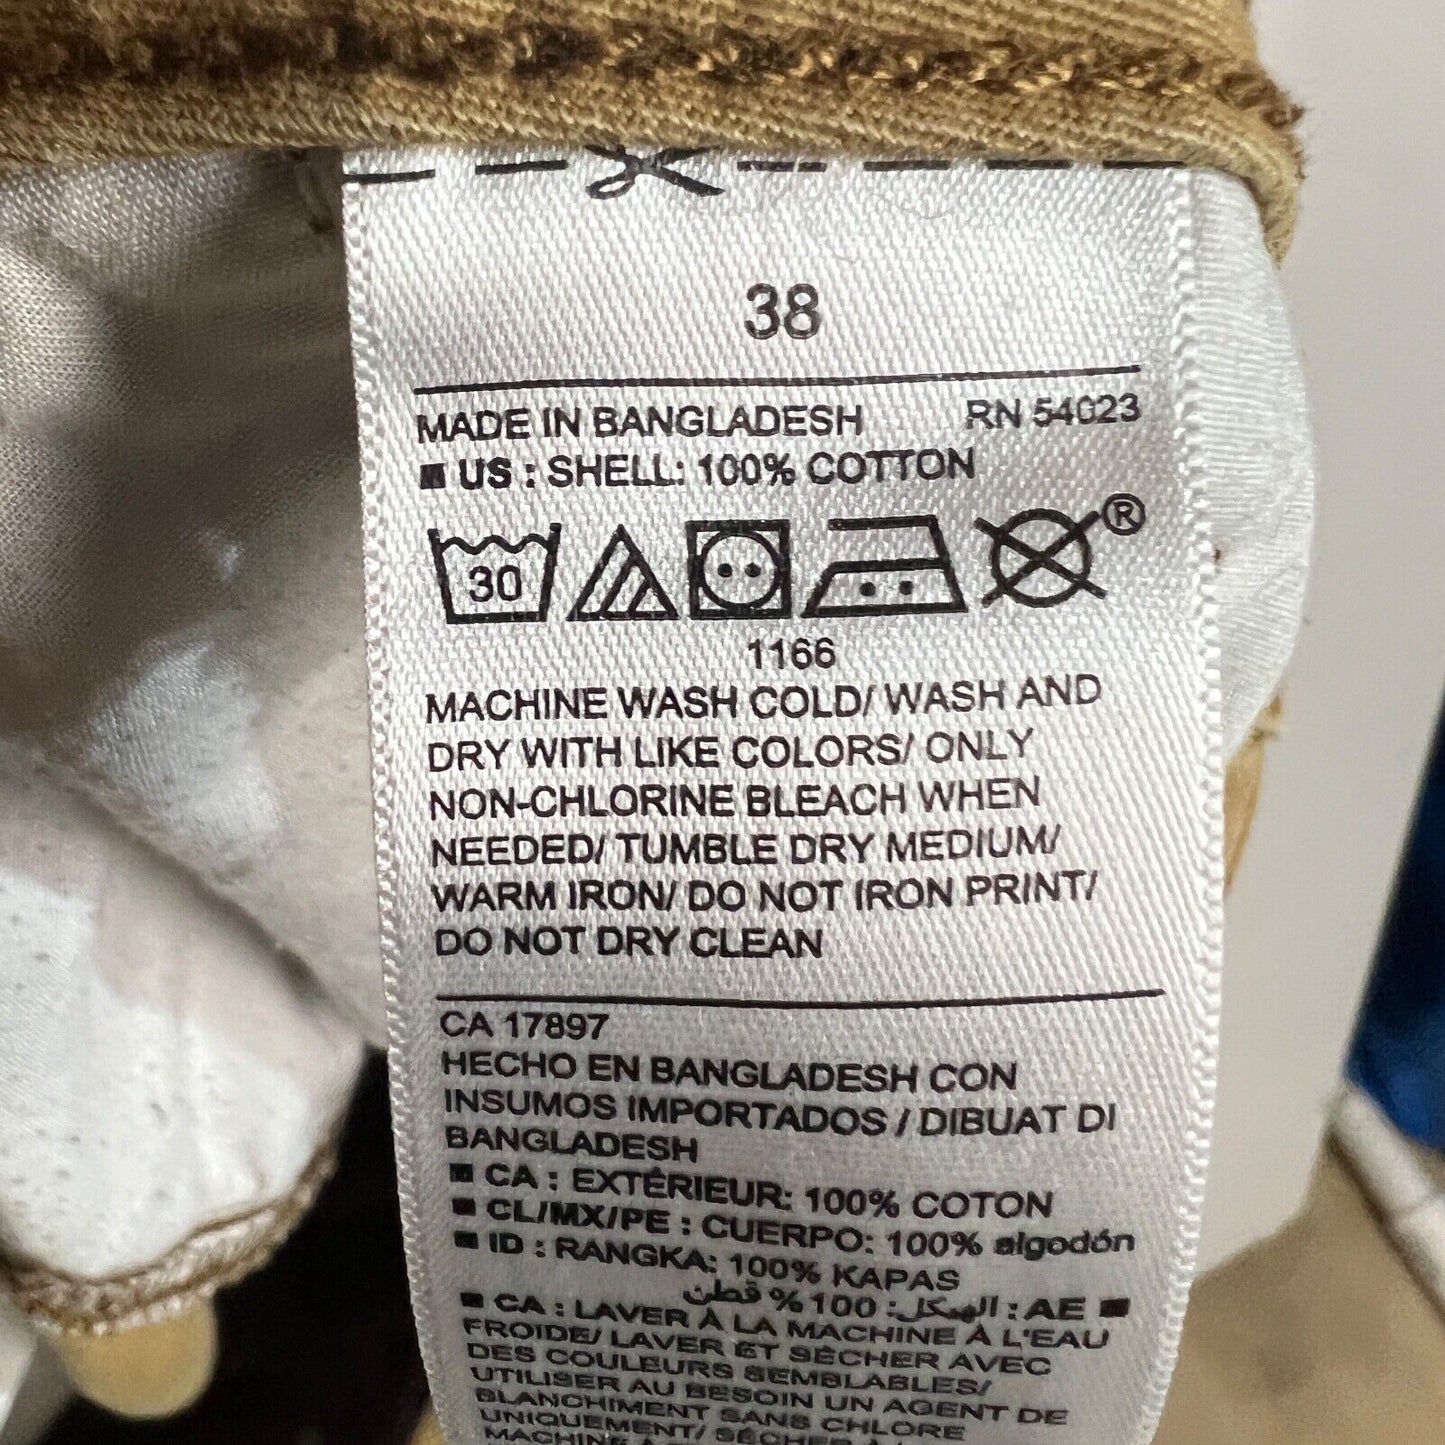 38
MADE IN BANGLADESH RN 54023
■ US : SHELL: 100% COTTON
30 ®
1166
MACHINE WASH COLD/ WASH AND
DRY WITH LIKE COLORS/ ONLY
NON-CHLORINE BLEACH WHEN
NEEDED/ TUMBLE DRY MEDIUM/
WARM IRON/ DO NOT IRON PRINT/
DO NOT DRY CLEAN
CA 17897
HECHO EN BANGLADESH CON
INSUMOS IMPORTADOS / DIBUAT DI
BANGLADESH
■ CA : EXTÉRIEUR: 100% COTON
■ CL/MX/PE : CUERPO: 100% algodón
■ ID : RANGKA: 100% KAPAS
■ AE : الهيكل: 100% قطن
■ CA : LAVER À LA MACHINE À L'EAU
FROIDE/ LAVER ET SÉCHER AVEC
DES COULEURS SEMBLABLES/
UTILISER AU BESOIN UN AGENT DE
BLANCHIMENT SANS CHLORE
UNIQUEMENT/ SÉCHER À LA